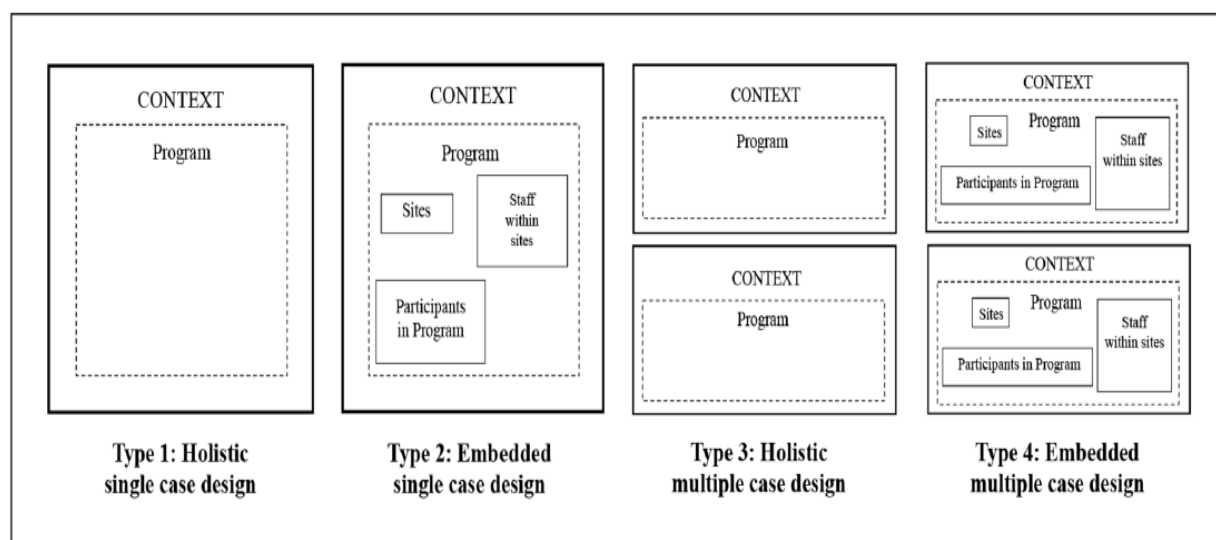 CONTEXT
Program
Type 1: Holistic
single case design
CONTEXT
Program
Sites
Staff
within
sites
Participants
in Program
Type 2: Embedded
single case design
CONTEXT
Program
CONTEXT
Program
Type 3: Holistic
multiple case design
CONTEXT
Program
Sites
Staff
within sites
Participants in Program
CONTEXT
Program
Sites
Staff
within sites
Participants in Program
Type 4: Embedded
multiple case design